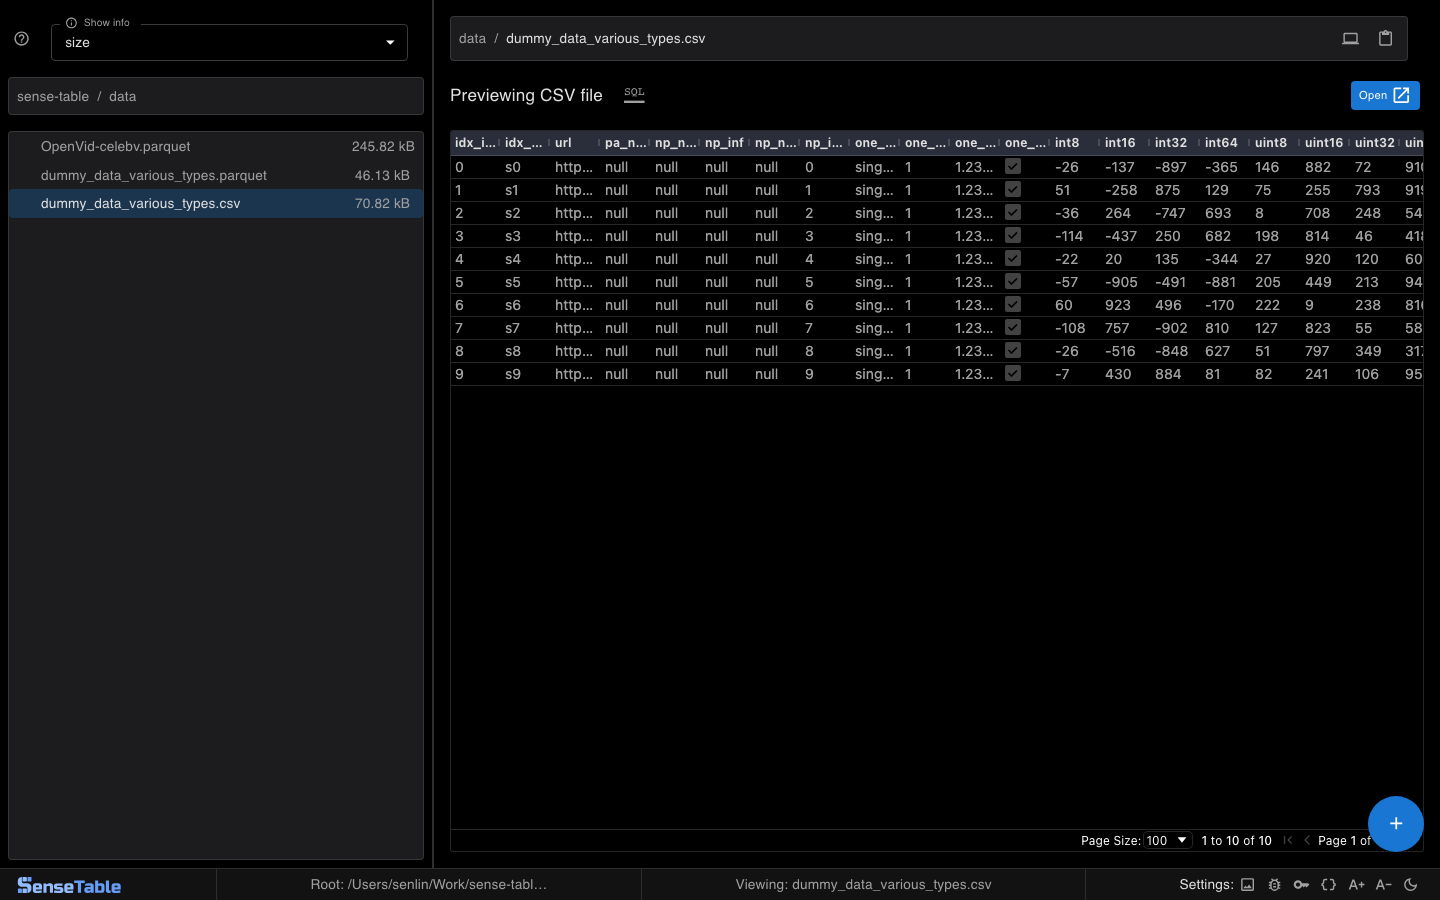 Show info
size
sense-table / data
OpenVid-celebv.parquet 245.82 kB
dummy_data_various_types.parquet 46.13 kB
dummy_data_various_types.csv 70.82 kB
data / dummy_data_various_types.csv
Previewing CSV file SQL Open
idx_i... idx_... url pa_n... np_n... np_inf np_n... np_i... one_... one_... one_... one_... int8 int16 int32 int64 uint8 uint16 uint32 uin
0 s0 http... null null null null 0 sing... 1 1.23... -26 -137 -897 -365 146 882 72 910
1 s1 http... null null null null 1 sing... 1 1.23... 51 -258 875 129 75 255 793 919
2 s2 http... null null null null 2 sing... 1 1.23... -36 264 -747 693 8 708 248 54
3 s3 http... null null null null 3 sing... 1 1.23... -114 -437 250 682 198 814 46 418
4 s4 http... null null null null 4 sing... 1 1.23... -22 20 135 -344 27 920 120 60
5 s5 http... null null null null 5 sing... 1 1.23... -57 -905 -491 -881 205 449 213 94
6 s6 http... null null null null 6 sing... 1 1.23... 60 923 496 -170 222 9 238 816
7 s7 http... null null null null 7 sing... 1 1.23... -108 757 -902 810 127 823 55 58
8 s8 http... null null null null 8 sing... 1 1.23... -26 -516 -848 627 51 797 349 317
9 s9 http... null null null null 9 sing... 1 1.23... -7 430 884 81 82 241 106 95
Page Size: 100 1 to 10 of 10 Page 1 of
SenseTable Root: /Users/senlin/Work/sense-tabl... Viewing: dummy_data_various_types.csv Settings: A+ A-